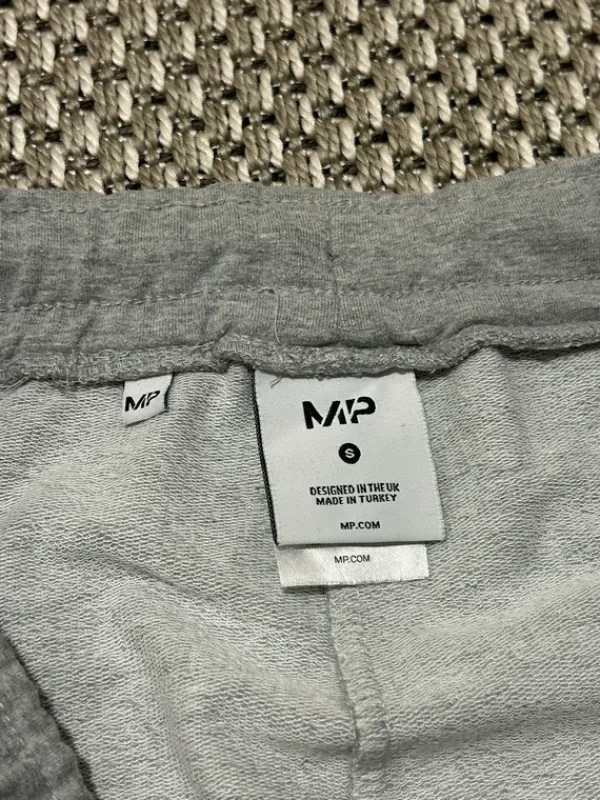 MP
MP
S
DESIGNED IN THE UK
MADE IN TURKEY
MP.COM
MP.COM